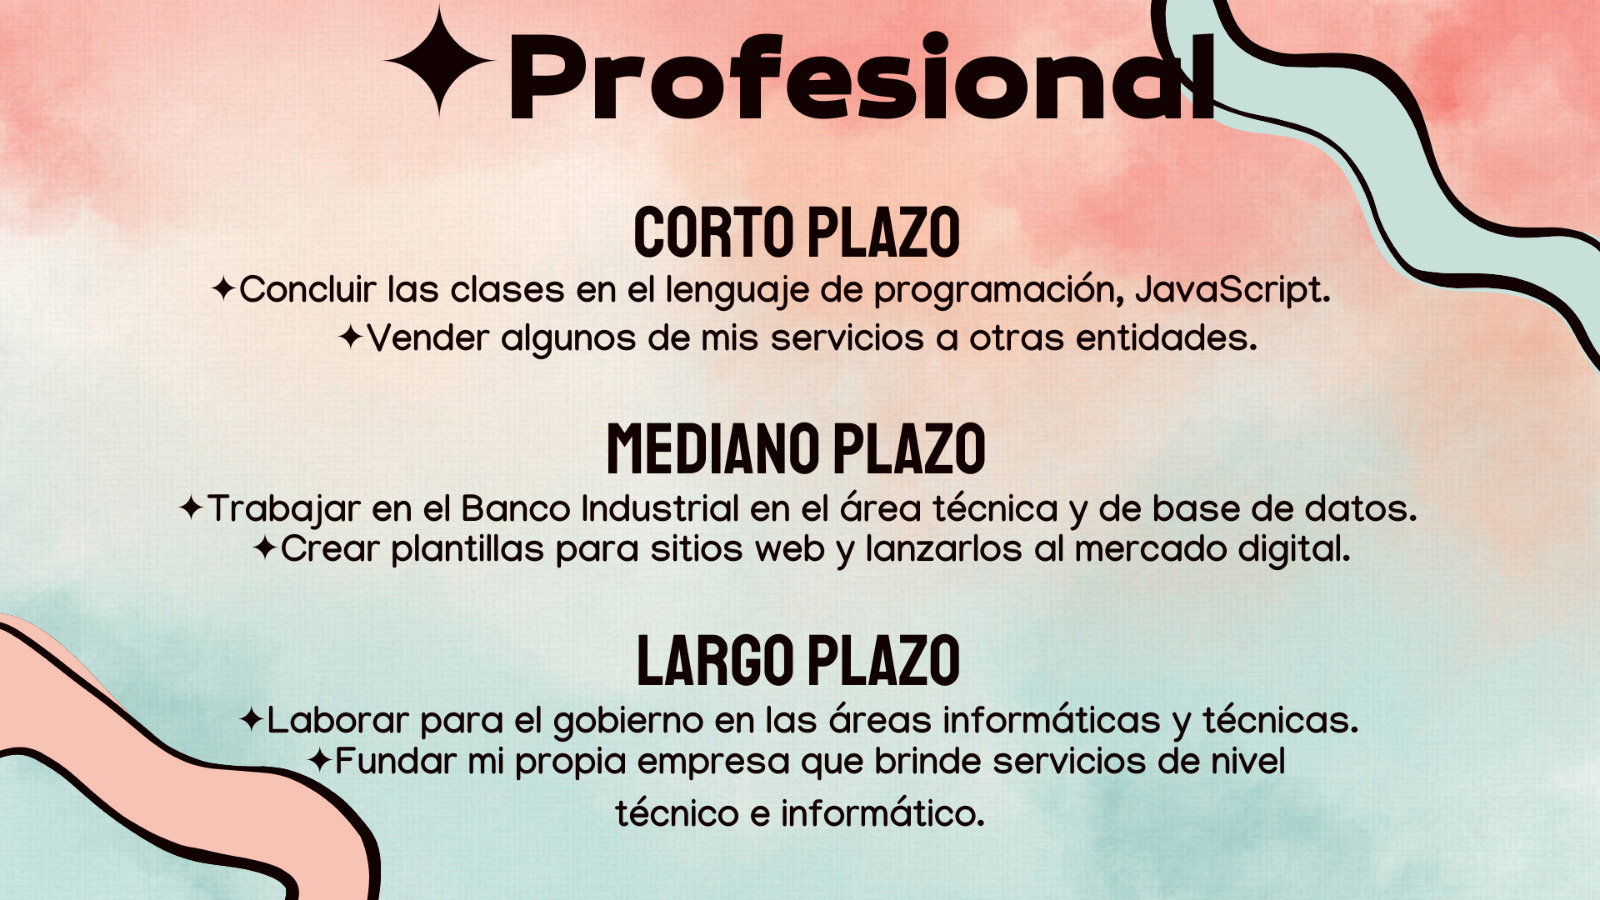 ✦Profesional
CORTO PLAZO
✦Concluir las clases en el lenguaje de programación, JavaScript.
✦Vender algunos de mis servicios a otras entidades.
MEDIANO PLAZO
✦Trabajar en el Banco Industrial en el área técnica y de base de datos.
✦Crear plantillas para sitios web y lanzarlos al mercado digital.
LARGO PLAZO
✦Laborar para el gobierno en las áreas informáticas y técnicas.
✦Fundar mi propia empresa que brinde servicios de nivel
técnico e informático.